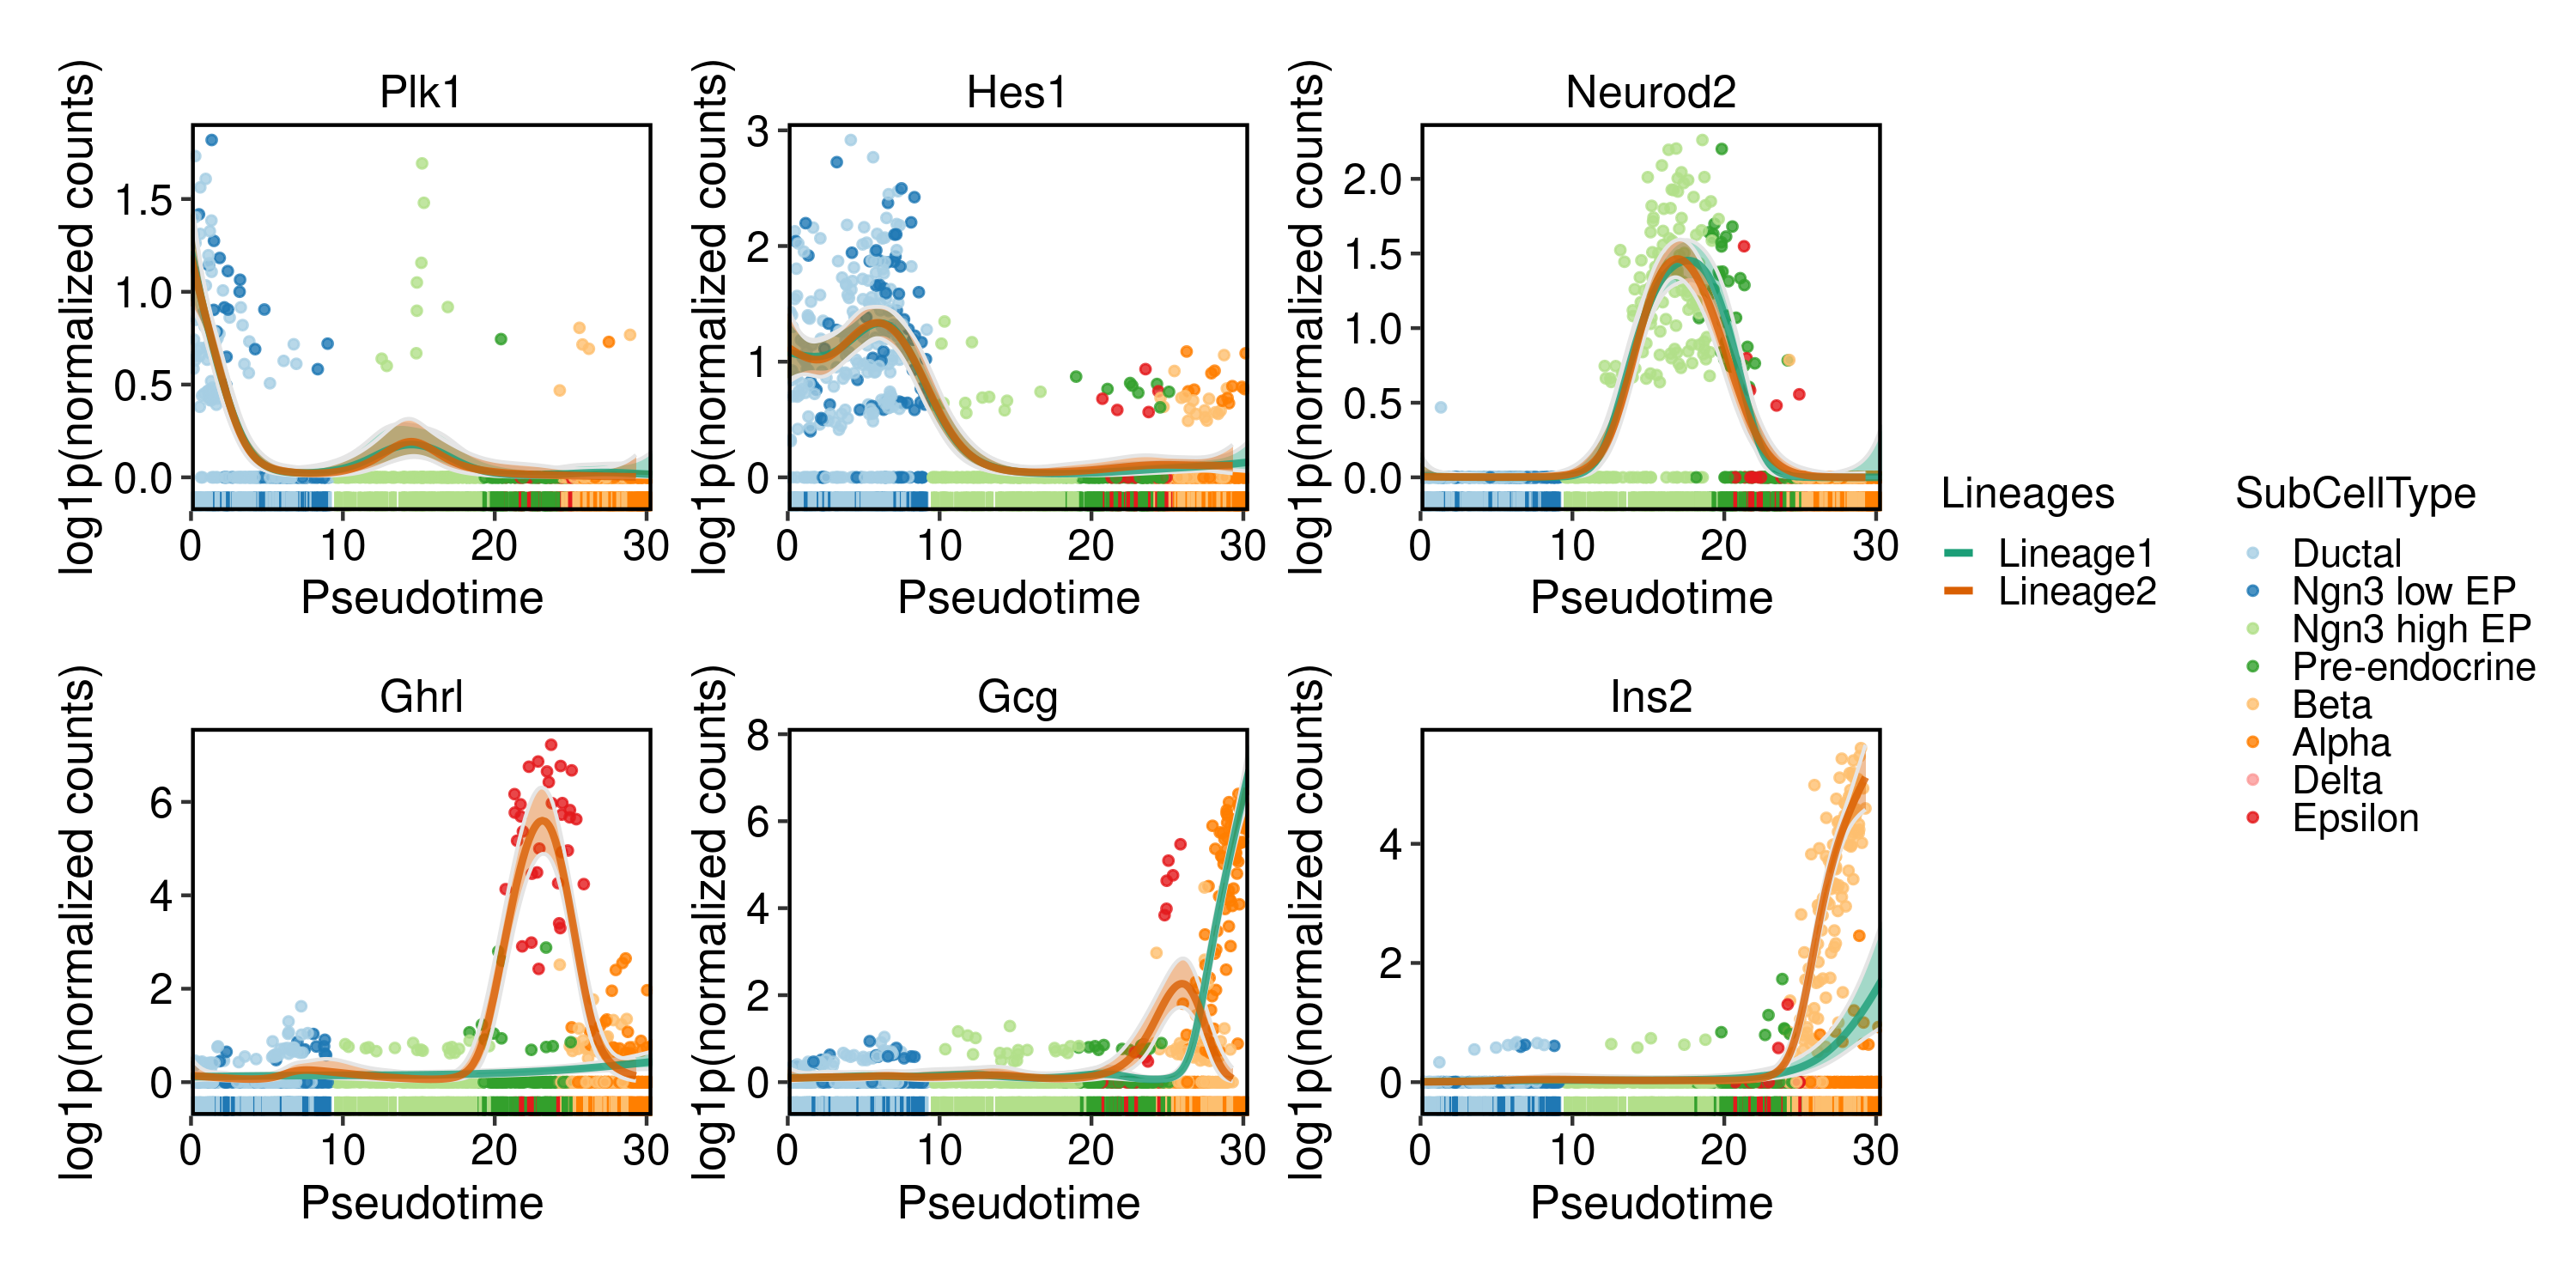 Plk1
log1p(normalized counts)
1.5
1.0
0.5
0.0
0 10 20 30
Pseudotime
Hes1
log1p(normalized counts)
3
2
1
0
0 10 20 30
Pseudotime
Neurod2
log1p(normalized counts)
2.0
1.5
1.0
0.5
0.0
0 10 20 30
Pseudotime
Ghrl
log1p(normalized counts)
6
4
2
0
0 10 20 30
Pseudotime
Gcg
log1p(normalized counts)
8
6
4
2
0
0 10 20 30
Pseudotime
Ins2
log1p(normalized counts)
4
2
0
0 10 20 30
Pseudotime
Lineages
Lineage1
Lineage2
SubCellType
Ductal
Ngn3 low EP
Ngn3 high EP
Pre-endocrine
Beta
Alpha
Delta
Epsilon